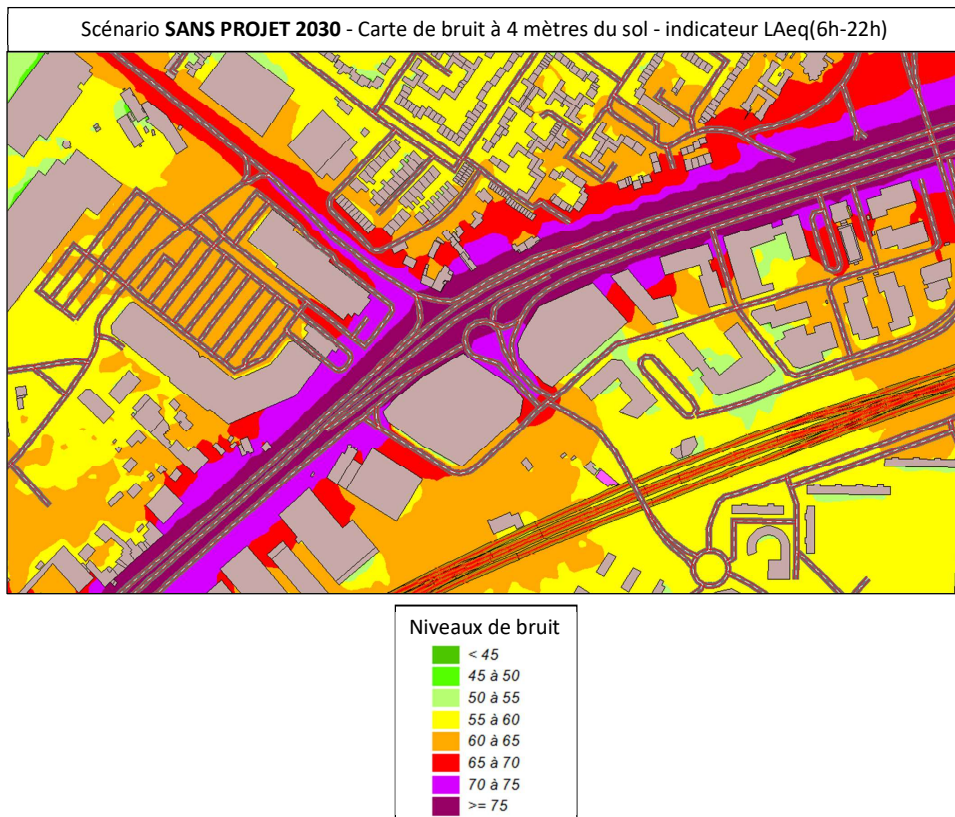 Scénario SANS PROJET 2030 - Carte de bruit à 4 mètres du sol - indicateur LAeq(6h-22h)
Niveaux de bruit
< 45
45 à 50
50 à 55
55 à 60
60 à 65
65 à 70
70 à 75
>= 75